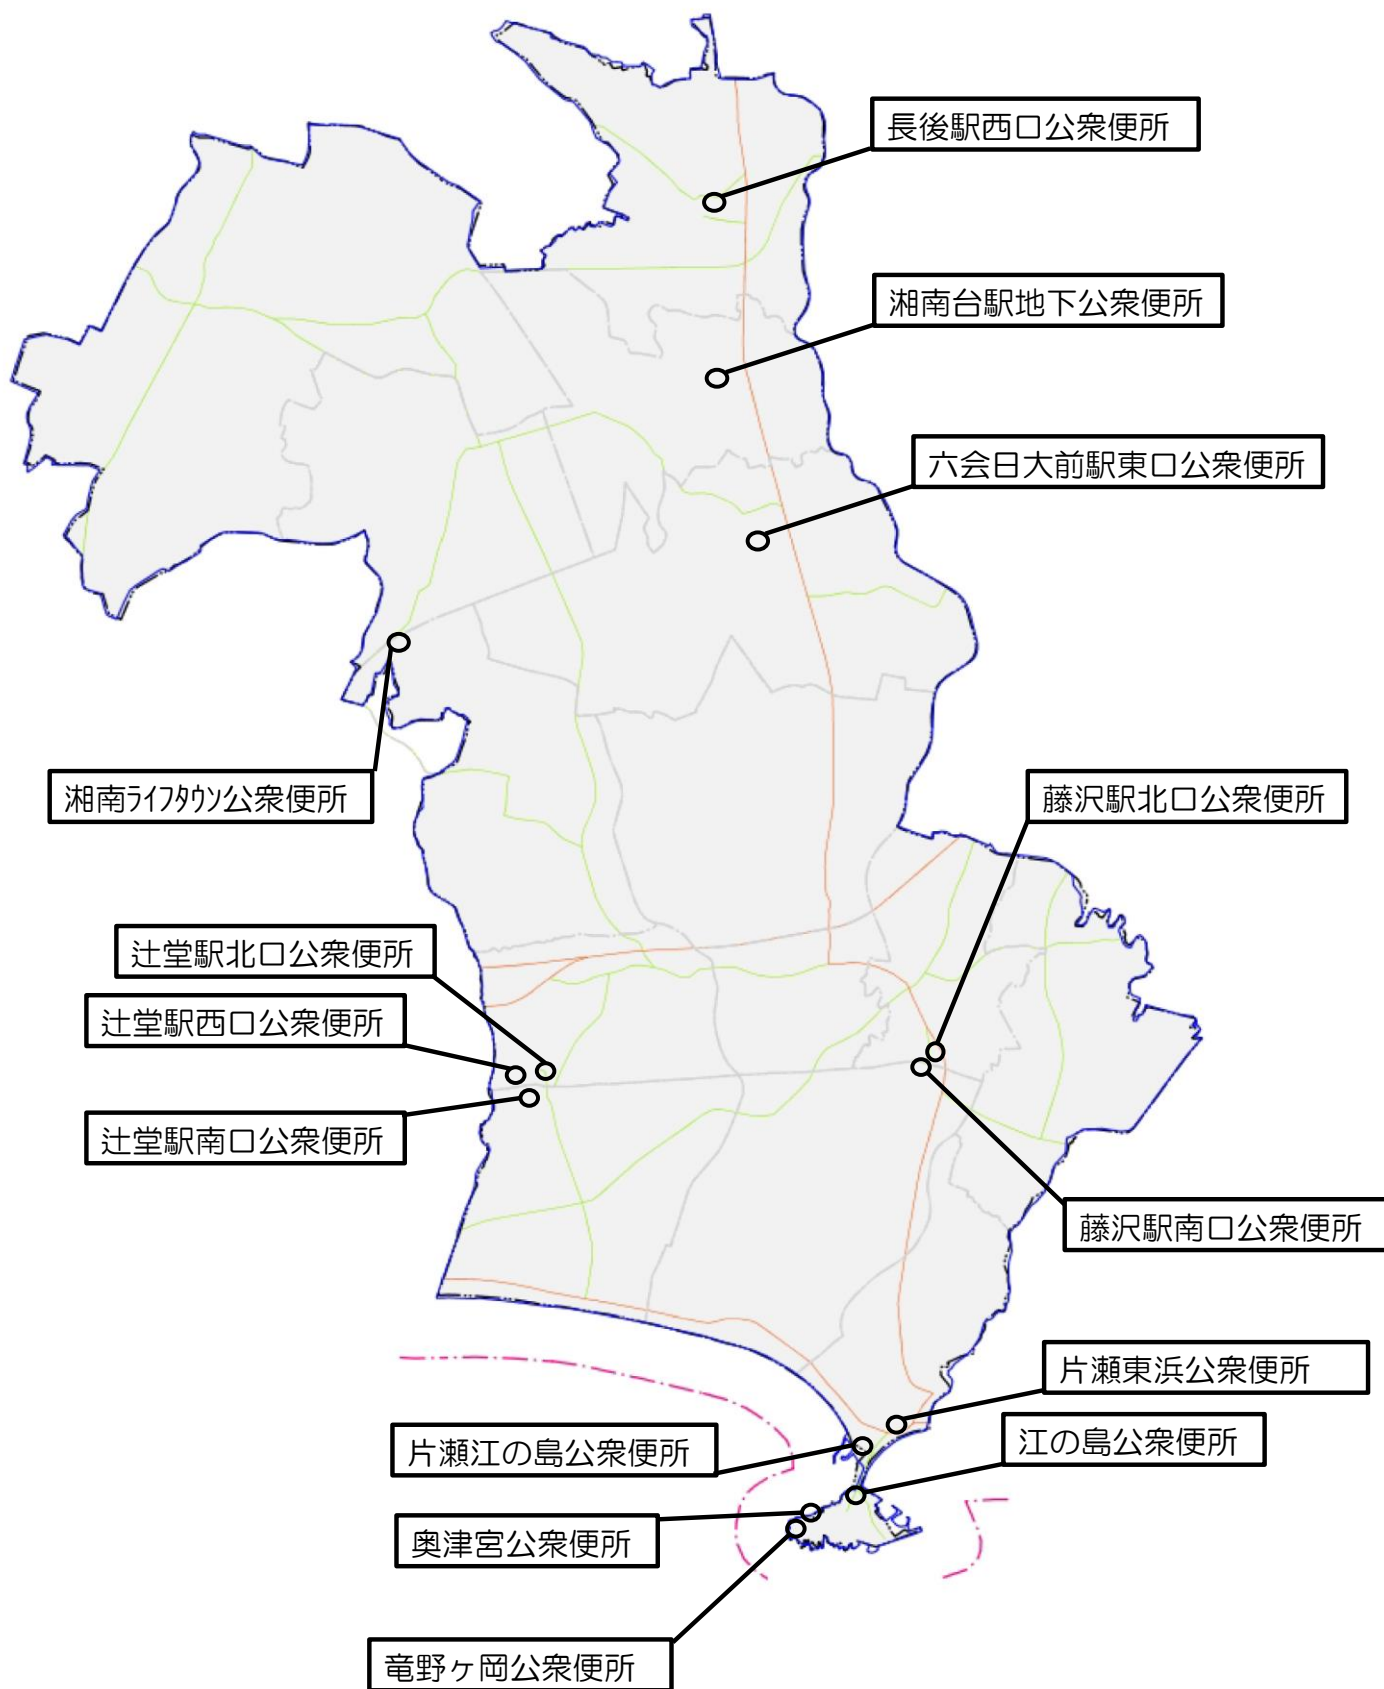 長後駅西口公衆便所
湘南台駅地下公衆便所
六会日大前駅東口公衆便所
湘南ﾗｲﾌﾀｳﾝ公衆便所
藤沢駅北口公衆便所
辻堂駅北口公衆便所
辻堂駅西口公衆便所
辻堂駅南口公衆便所
藤沢駅南口公衆便所
片瀬東浜公衆便所
片瀬江の島公衆便所
江の島公衆便所
奥津宮公衆便所
竜野ヶ岡公衆便所